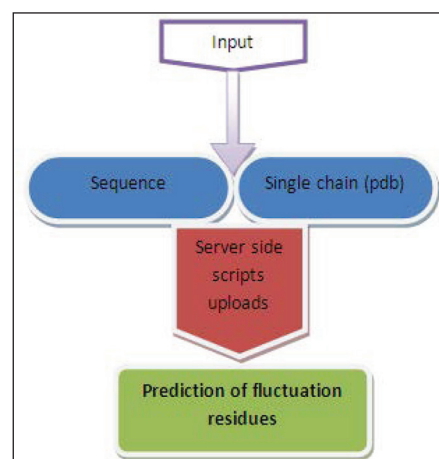 Input
Sequence
Single chain (pdb)
Server side
scripts
uploads
Prediction of fluctuation
residues